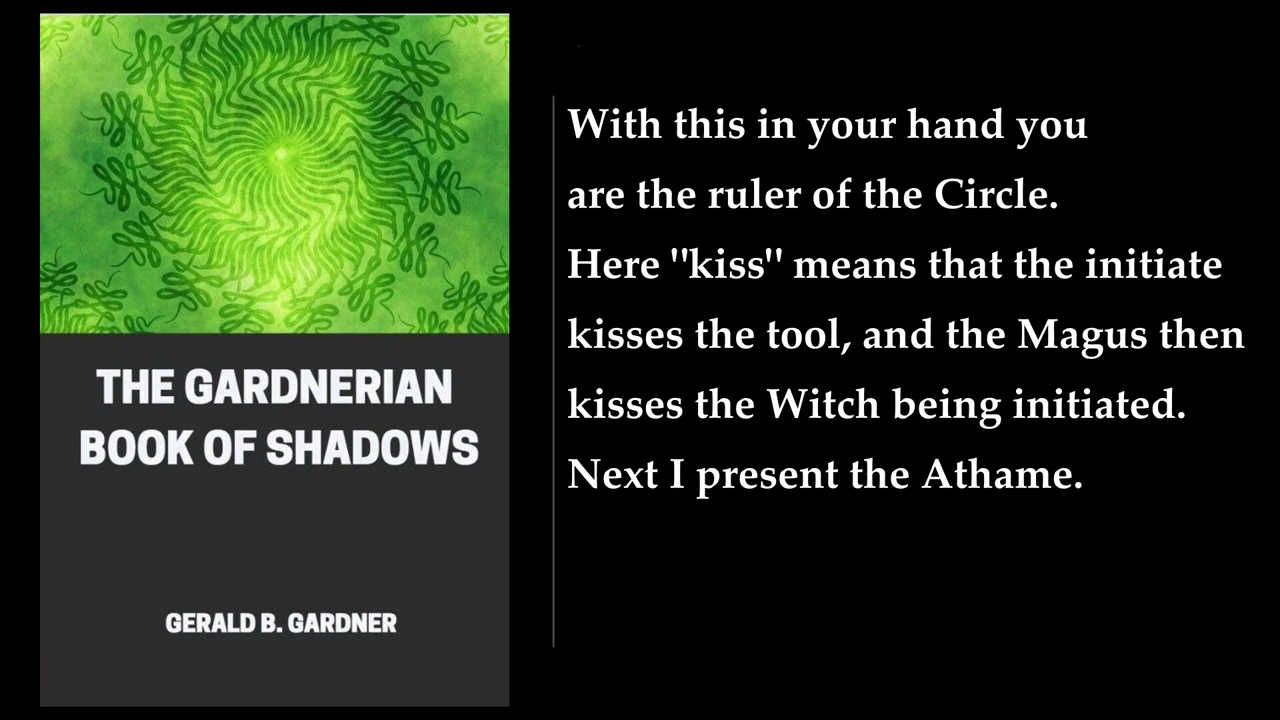 THE GARDNERIAN
BOOK OF SHADOWS
GERALD B. GARDNER
With this in your hand you
are the ruler of the Circle.
Here "kiss" means that the initiate
kisses the tool, and the Magus then
kisses the Witch being initiated.
Next I present the Athame.